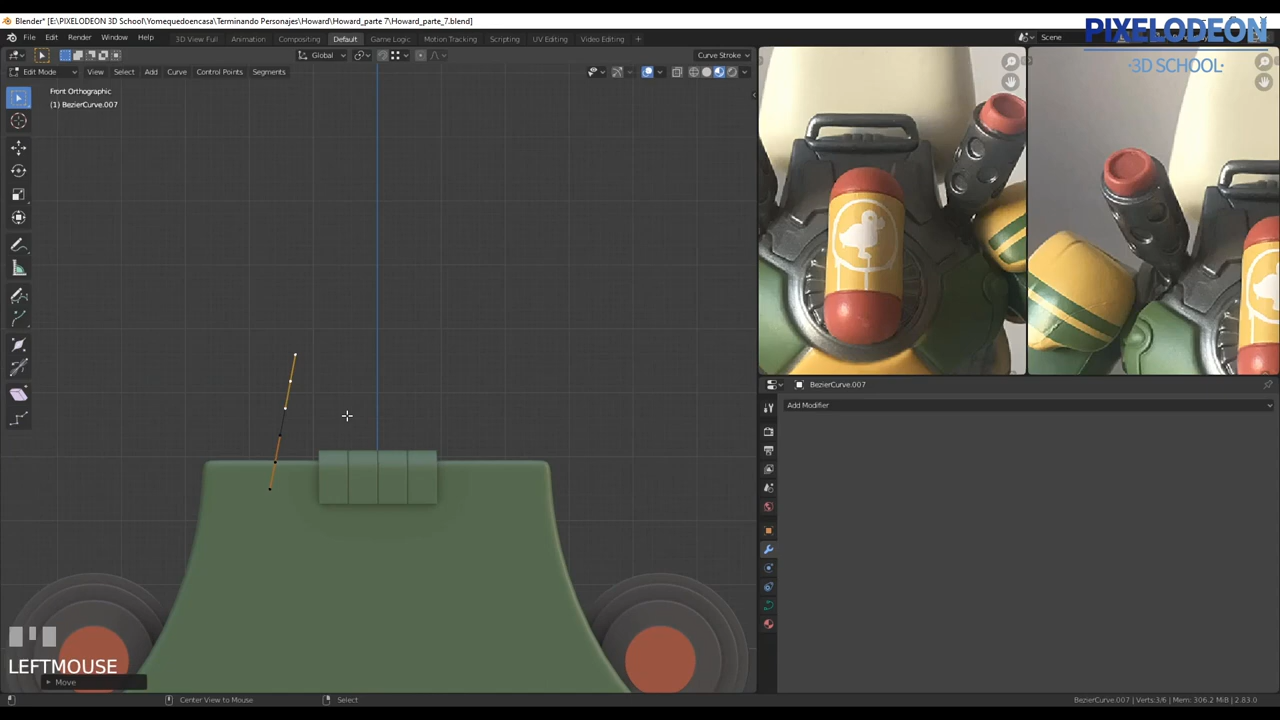 Blender* [E:\PIXELODEON 3D School\Yomequedoencasa\Terminando Personajes\Howard\Howard_parte 7\Howard_parte_7.blend]
File Edit Render Window Help 3D View Full Animation Compositing Default Game Logic Motion Tracking Scripting UV Editing Video Editing + Scene
PIXELODEON
·3D SCHOOL·
Global Curve Stroke
Edit Mode View Select Add Curve Control Points Segments
Front Orthographic
(1) BezierCurve.007
BezierCurve.007
Add Modifier
LEFTMOUSE
Move
Center View to Mouse Select BezierCurve.007 | Verts:3/6 | Mem: 306.2 MiB | 2.83.0